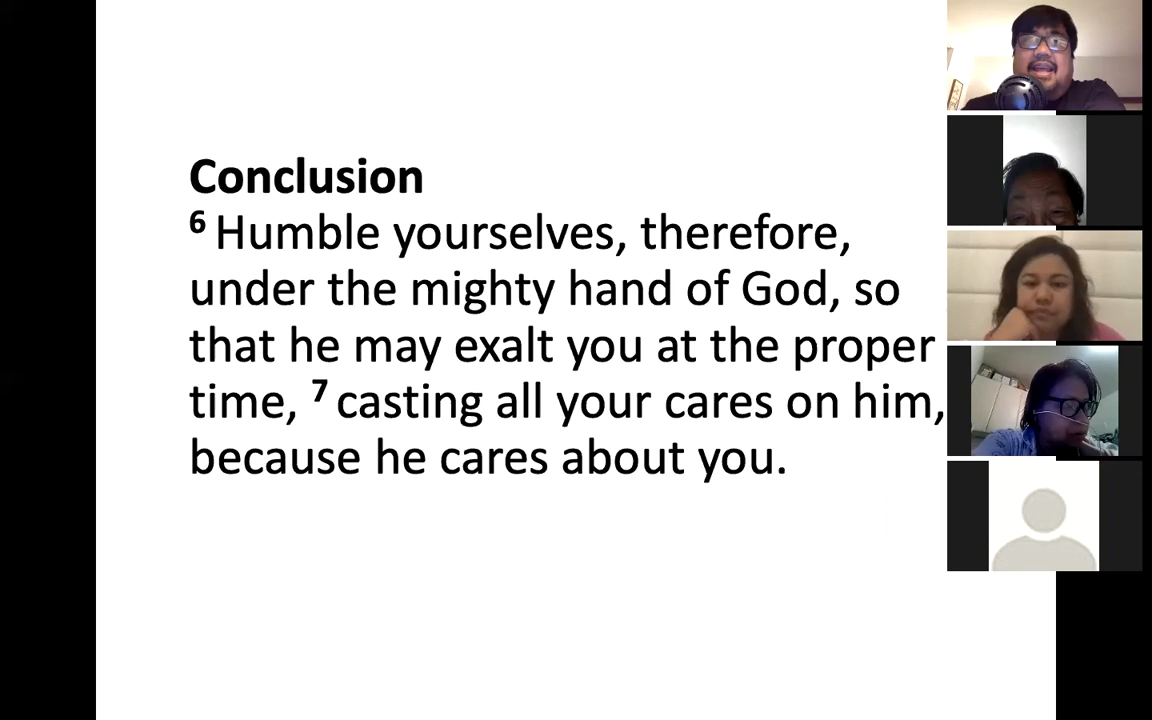 Conclusion
⁶ Humble yourselves, therefore,
under the mighty hand of God, so
that he may exalt you at the proper
time, ⁷ casting all your cares on him,
because he cares about you.